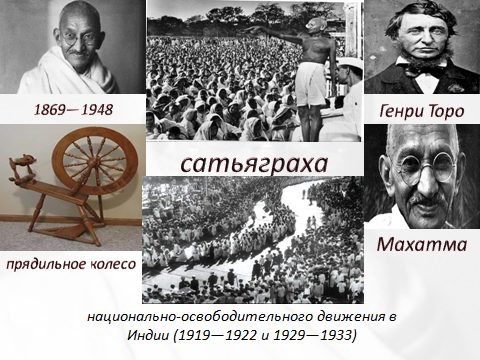 1869—1948
Генри Торо
сатьяграха
прядильное колесо
Махатма
национально-освободительного движения в
Индии (1919—1922 и 1929—1933)